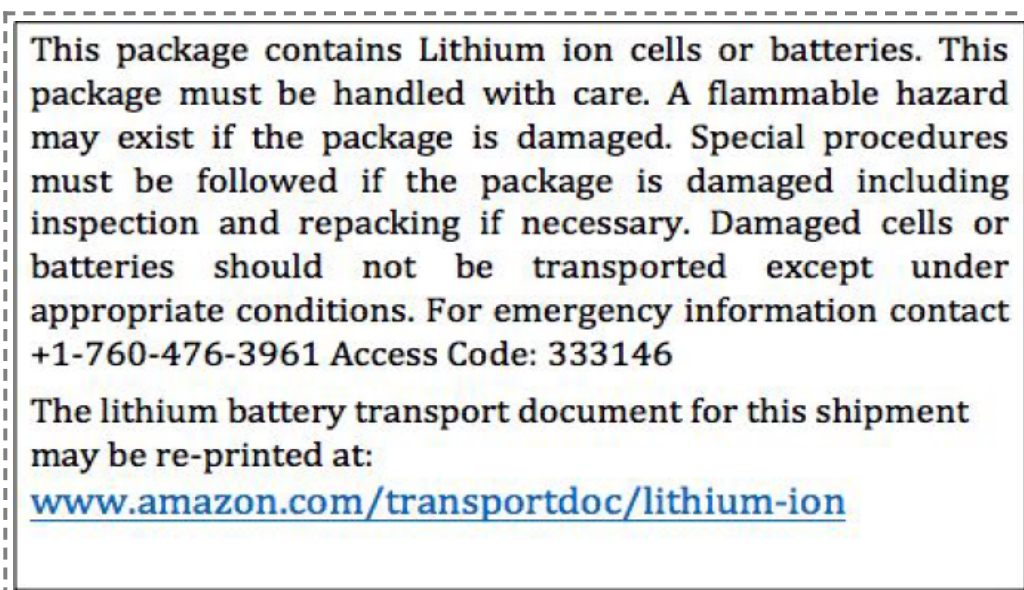 This package contains Lithium ion cells or batteries. This
package must be handled with care. A flammable hazard
may exist if the package is damaged. Special procedures
must be followed if the package is damaged including
inspection and repacking if necessary. Damaged cells or
batteries should not be transported except under
appropriate conditions. For emergency information contact
+1-760-476-3961 Access Code: 333146
The lithium battery transport document for this shipment
may be re-printed at:
www.amazon.com/transportdoc/lithium-ion